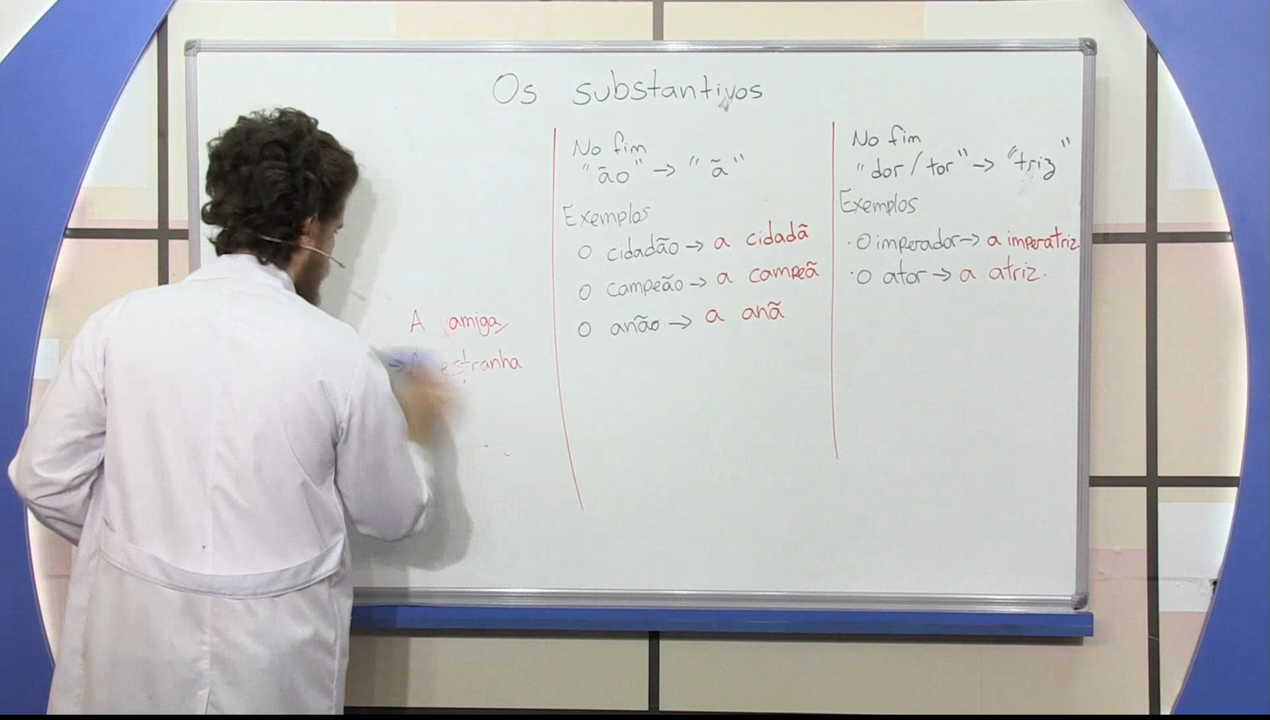 Os substantivos
A amiga
→ estranha
No fim
"ão" → "ã"
Exemplos
O cidadão → a cidadã
O campeão → a campeã
O anão → a anã
No fim
"dor/tor" → "triz"
Exemplos
·O imperador → a imperatriz
·O ator → a atriz.